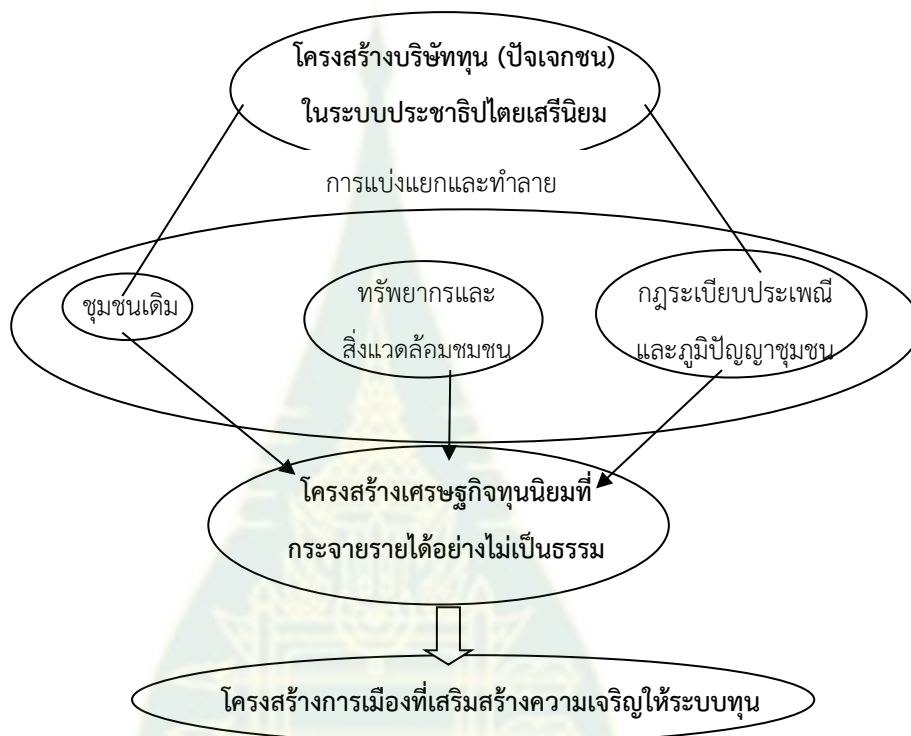 โครงสร้างบริษัททุน (ปัจเจกชน)
ในระบบประชาธิปไตยเสรีนิยม
การแบ่งแยกและทำลาย
ชุมชนเดิม
ทรัพยากรและ
สิ่งแวดล้อมชมชน
กฎระเบียบประเพณี
และภูมิปัญญาชุมชน
โครงสร้างเศรษฐกิจทุนนิยมที่
กระจายรายได้อย่างไม่เป็นธรรม
โครงสร้างการเมืองที่เสริมสร้างความเจริญให้ระบบทุน